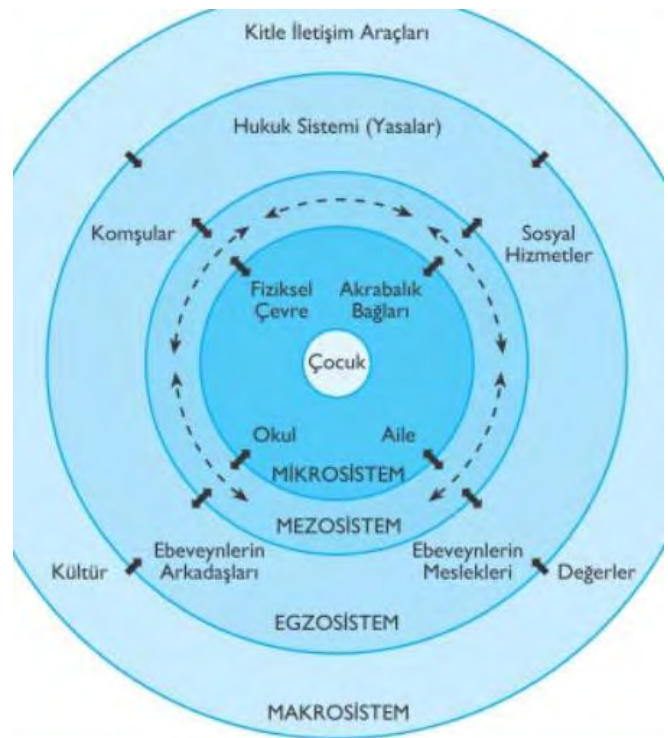 Kitle İletişim Araçları
Hukuk Sistemi (Yasalar)
Komşular
Sosyal
Hizmetler
Fiziksel
Çevre
Akrabalık
Bağları
Çocuk
Okul
Aile
MİKROSİSTEM
MEZOSİSTEM
Ebeveynlerin
Arkadaşları
Ebeveynlerin
Meslekleri
Kültür
Değerler
EGZOSİSTEM
MAKROSİSTEM